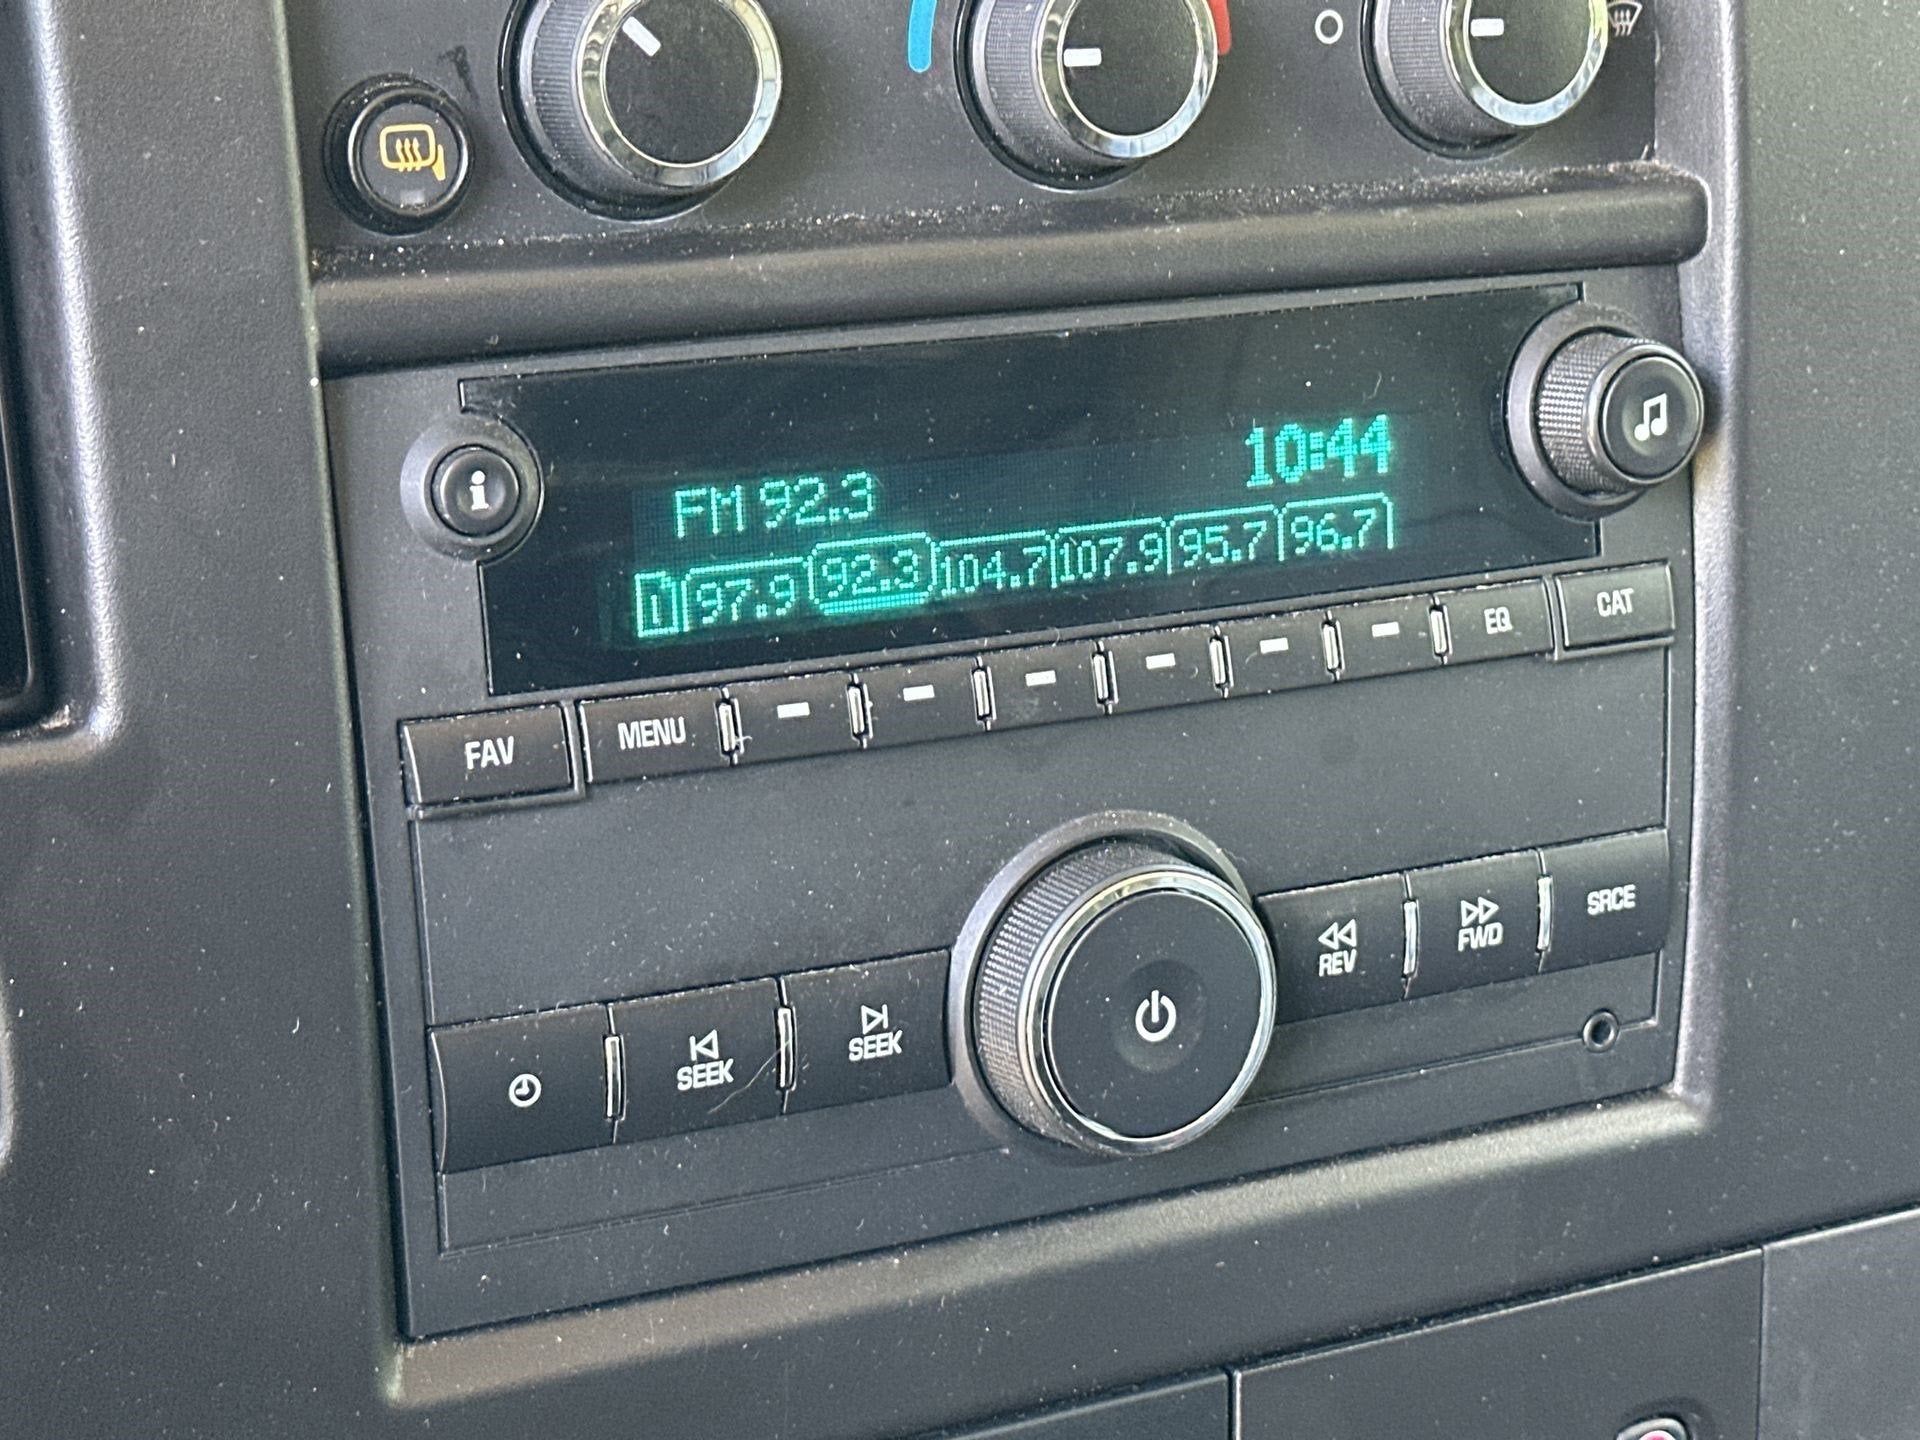 10:44
FM 92.3
1 97.9 92.3 104.7 107.9 95.7 96.7
i
FAV MENU EQ CAT
SEEK SEEK REV FWD SRCE